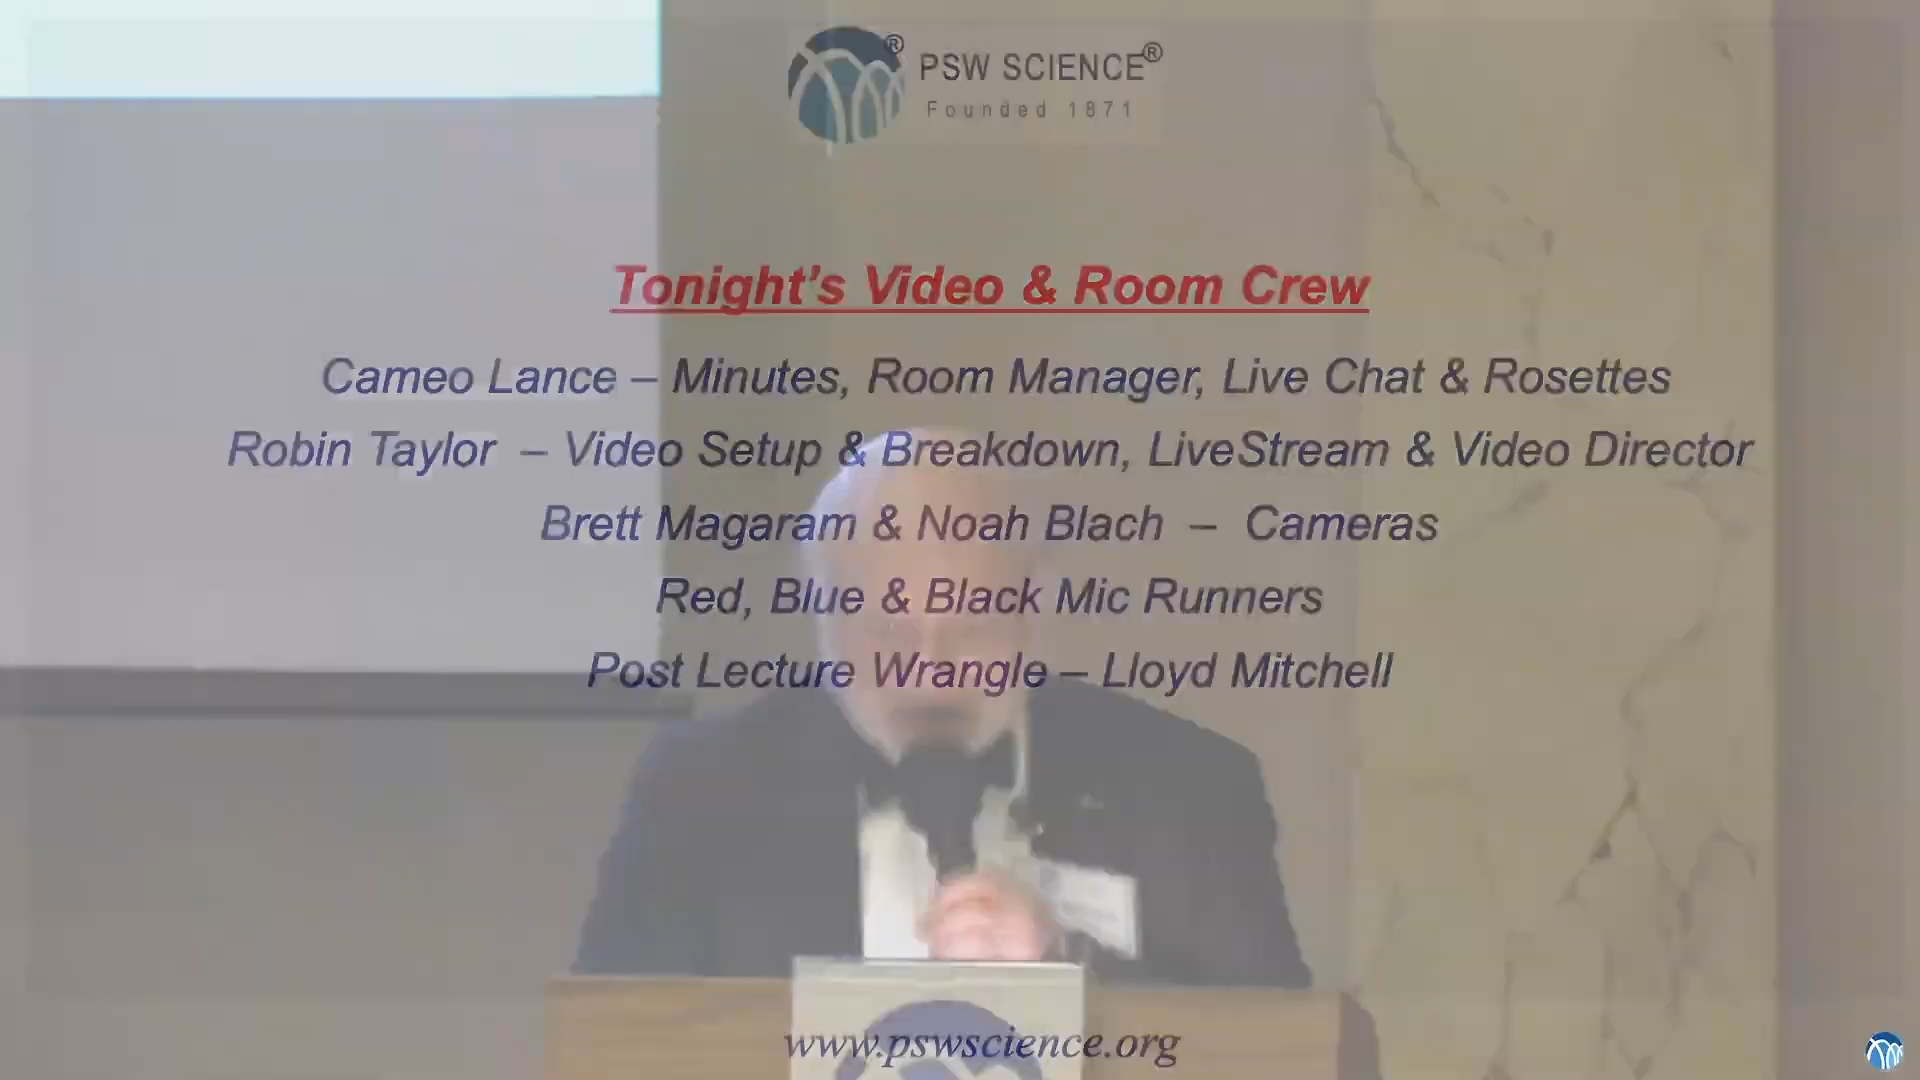 PSW SCIENCE®
Founded 1871
Tonight's Video & Room Crew
Cameo Lance – Minutes, Room Manager, Live Chat & Rosettes
Robin Taylor – Video Setup & Breakdown, LiveStream & Video Director
Brett Magaram & Noah Blach – Cameras
Red, Blue & Black Mic Runners
Post Lecture Wrangle – Lloyd Mitchell
www.pswscience.org